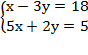 x − 3y = 18
5x + 2y = 5